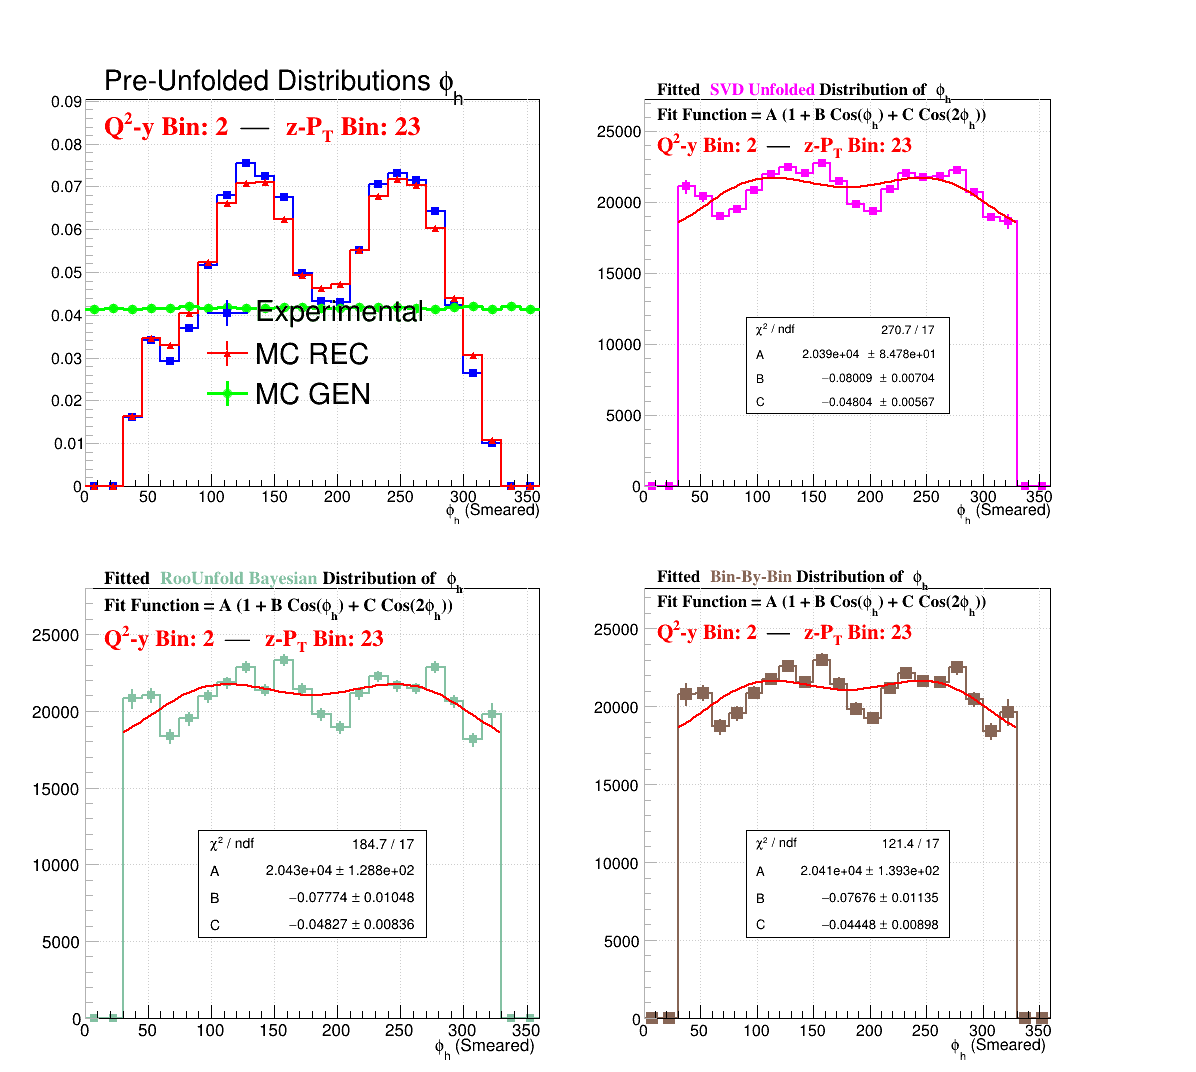 Pre-Unfolded Distributions ϕh
Q²-y Bin: 2 — z-PT Bin: 23
0.09
0.08
0.07
0.06
0.05
0.04
0.03
0.02
0.01
0
Experimental
MC REC
MC GEN
0 50 100 150 200 250 300 350
ϕh (Smeared)
Fitted SVD Unfolded Distribution of ϕh
Fit Function = A (1 + B Cos(ϕh) + C Cos(2ϕh))
Q²-y Bin: 2 — z-PT Bin: 23
25000
20000
15000
10000
5000
0
χ² / ndf 270.7 / 17
A 2.039e+04 ± 8.478e+01
B −0.08009 ± 0.00704
C −0.04804 ± 0.00567
0 50 100 150 200 250 300 350
ϕh (Smeared)
Fitted RooUnfold Bayesian Distribution of ϕh
Fit Function = A (1 + B Cos(ϕh) + C Cos(2ϕh))
Q²-y Bin: 2 — z-PT Bin: 23
25000
20000
15000
10000
5000
0
χ² / ndf 184.7 / 17
A 2.043e+04 ± 1.288e+02
B −0.07774 ± 0.01048
C −0.04827 ± 0.00836
0 50 100 150 200 250 300 350
ϕh (Smeared)
Fitted Bin-By-Bin Distribution of ϕh
Fit Function = A (1 + B Cos(ϕh) + C Cos(2ϕh))
Q²-y Bin: 2 — z-PT Bin: 23
25000
20000
15000
10000
5000
0
χ² / ndf 121.4 / 17
A 2.041e+04 ± 1.393e+02
B −0.07676 ± 0.01135
C −0.04448 ± 0.00898
0 50 100 150 200 250 300 350
ϕh (Smeared)